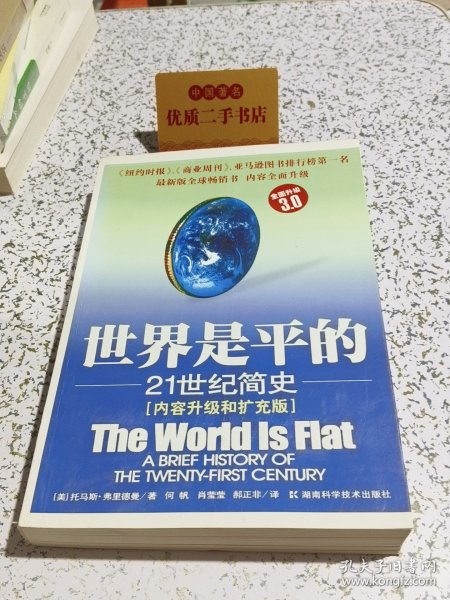 中国著名
优质二手书店
《纽约时报》、《商业周刊》、亚马逊图书排行榜第一名
最新版全球畅销书 内容全面升级
全面升级
3.0
世界是平的
21世纪简史
[内容升级和扩充版]
The World Is Flat
A BRIEF HISTORY OF
THE TWENTY-FIRST CENTURY
[美]托马斯·弗里德曼/著 何 帆 肖莹莹 郝正非/译 湖南科学技术出版社
孔夫子旧书网
www.kongfz.com